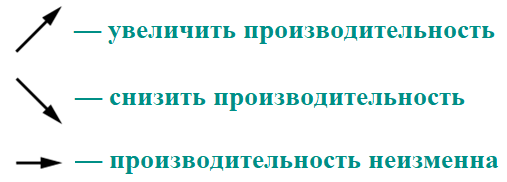 — увеличить производительность
— снизить производительность
— производительность неизменна